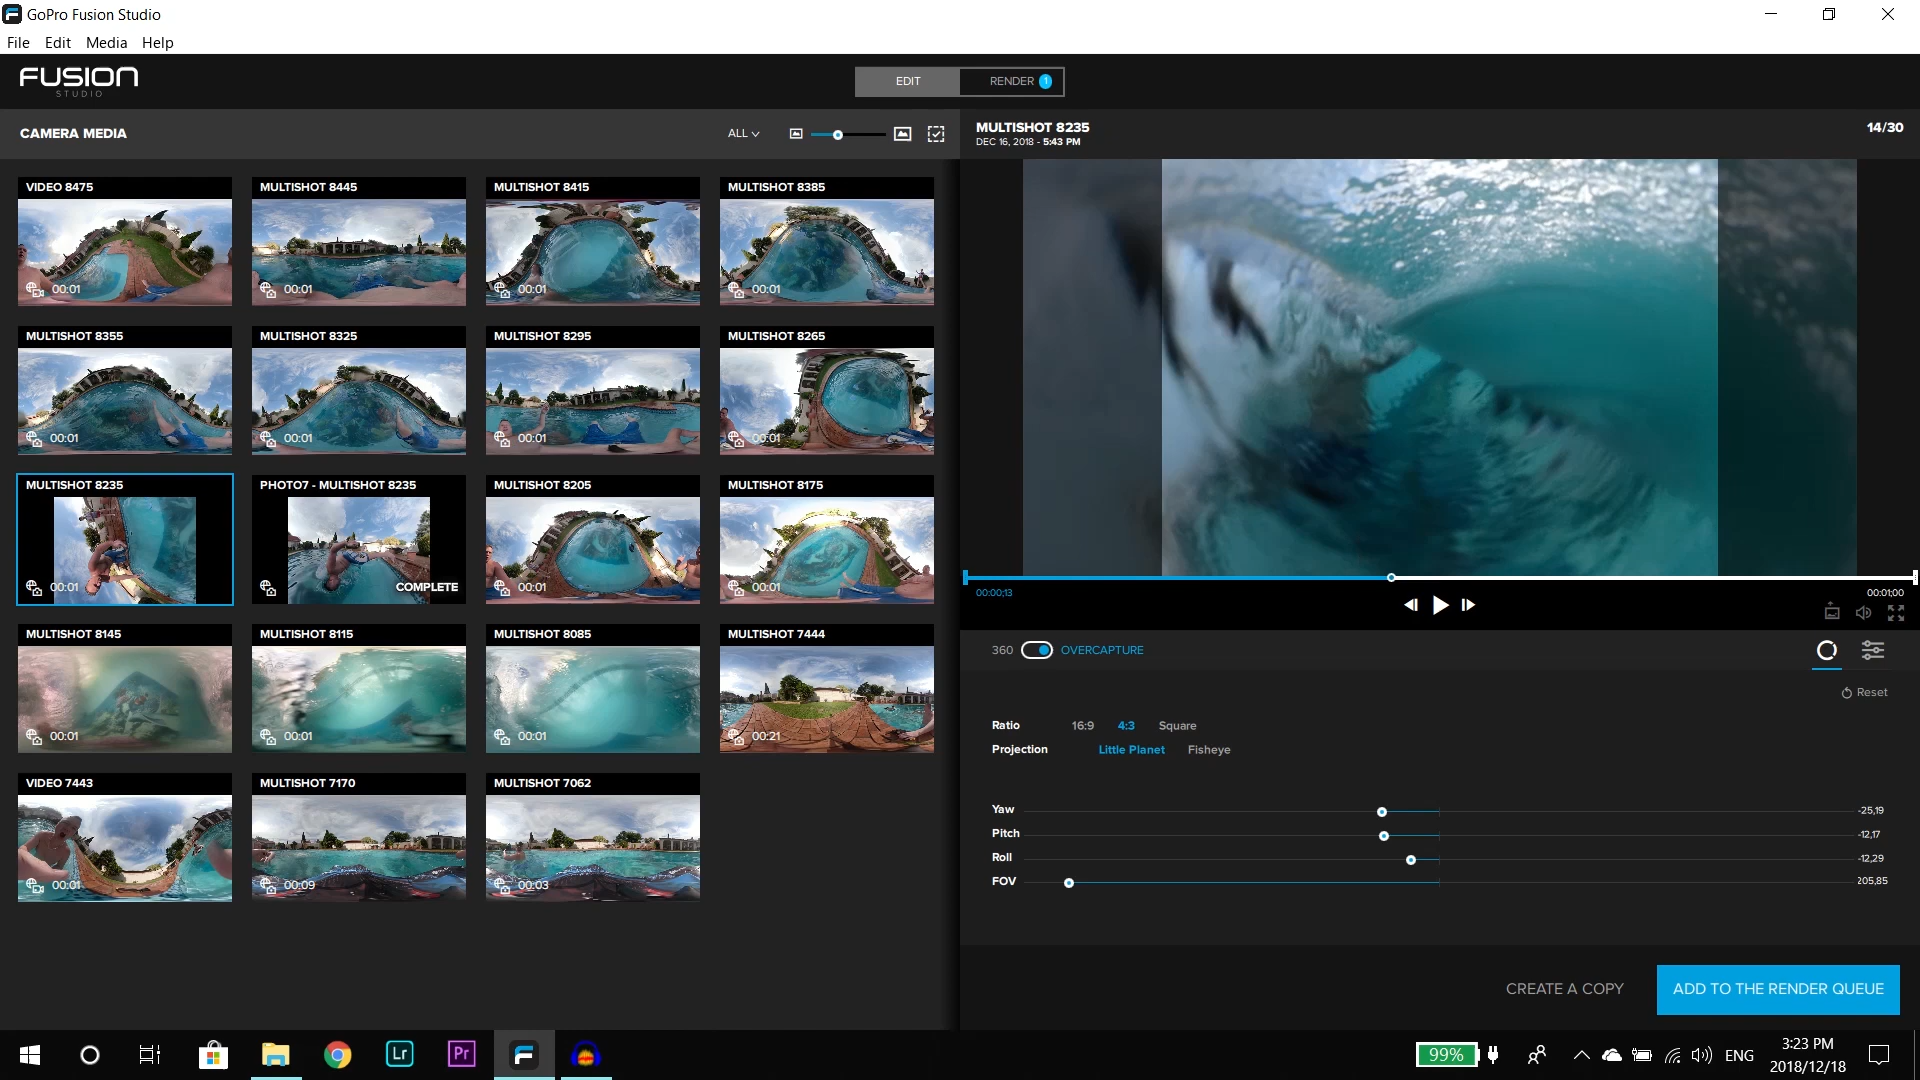 GoPro Fusion Studio
File Edit Media Help
FUSION
STUDIO
EDIT
RENDER 1
CAMERA MEDIA
ALL
MULTISHOT 8235
DEC 16, 2018 - 5:43 PM
14/30
VIDEO 8475
MULTISHOT 8445
MULTISHOT 8415
MULTISHOT 8385
00:01
00:01
00:01
00:01
MULTISHOT 8355
MULTISHOT 8325
MULTISHOT 8295
MULTISHOT 8265
00:01
00:01
00:01
00:01
MULTISHOT 8235
PHOTO7 - MULTISHOT 8235
MULTISHOT 8205
MULTISHOT 8175
00:01
COMPLETE
00:01
00:01
MULTISHOT 8145
MULTISHOT 8115
MULTISHOT 8085
MULTISHOT 7444
00:01
00:01
00:01
00:21
VIDEO 7443
MULTISHOT 7170
MULTISHOT 7062
00:01
00:09
00:03
00:00;13
00:01;00
360 OVERCAPTURE
Reset
Ratio 16:9 4:3 Square
Projection Little Planet Fisheye
Yaw -25,19
Pitch -12,17
Roll -12,29
FOV 205,85
CREATE A COPY
ADD TO THE RENDER QUEUE
Lr
Pr
99%
ENG
3:23 PM
2018/12/18